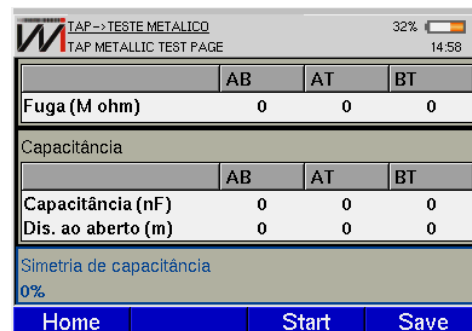 TAP->TESTE METALICO
TAP METALLIC TEST PAGE
32%
14:58
AB AT BT
Fuga (M ohm) 0 0 0
Capacitância
AB AT BT
Capacitância (nF) 0 0 0
Dis. ao aberto (m) 0 0 0
Simetria de capacitância
0%
Home Start Save